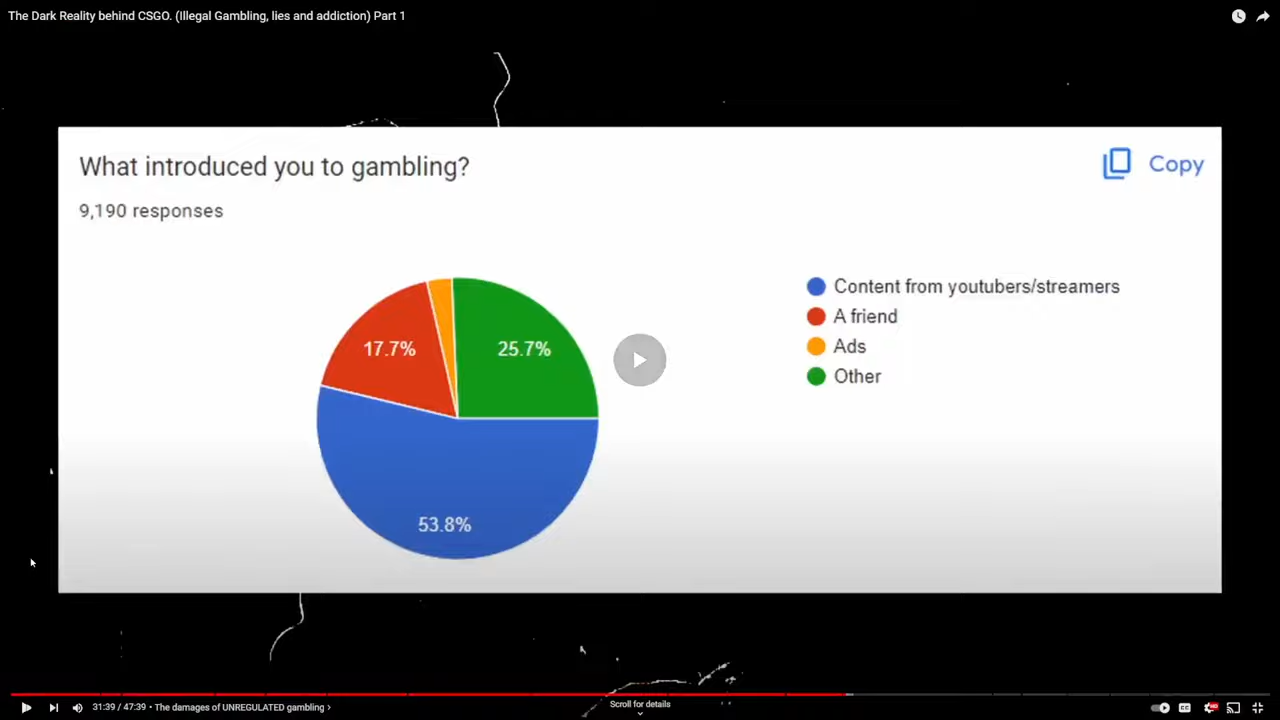 The Dark Reality behind CSGO. (Illegal Gambling, lies and addiction) Part 1
What introduced you to gambling?
Copy
9,190 responses
Content from youtubers/streamers
A friend
Ads
Other
17.7%
25.7%
53.8%
Scroll for details
31:39 / 47:39 • The damages of UNREGULATED gambling ›